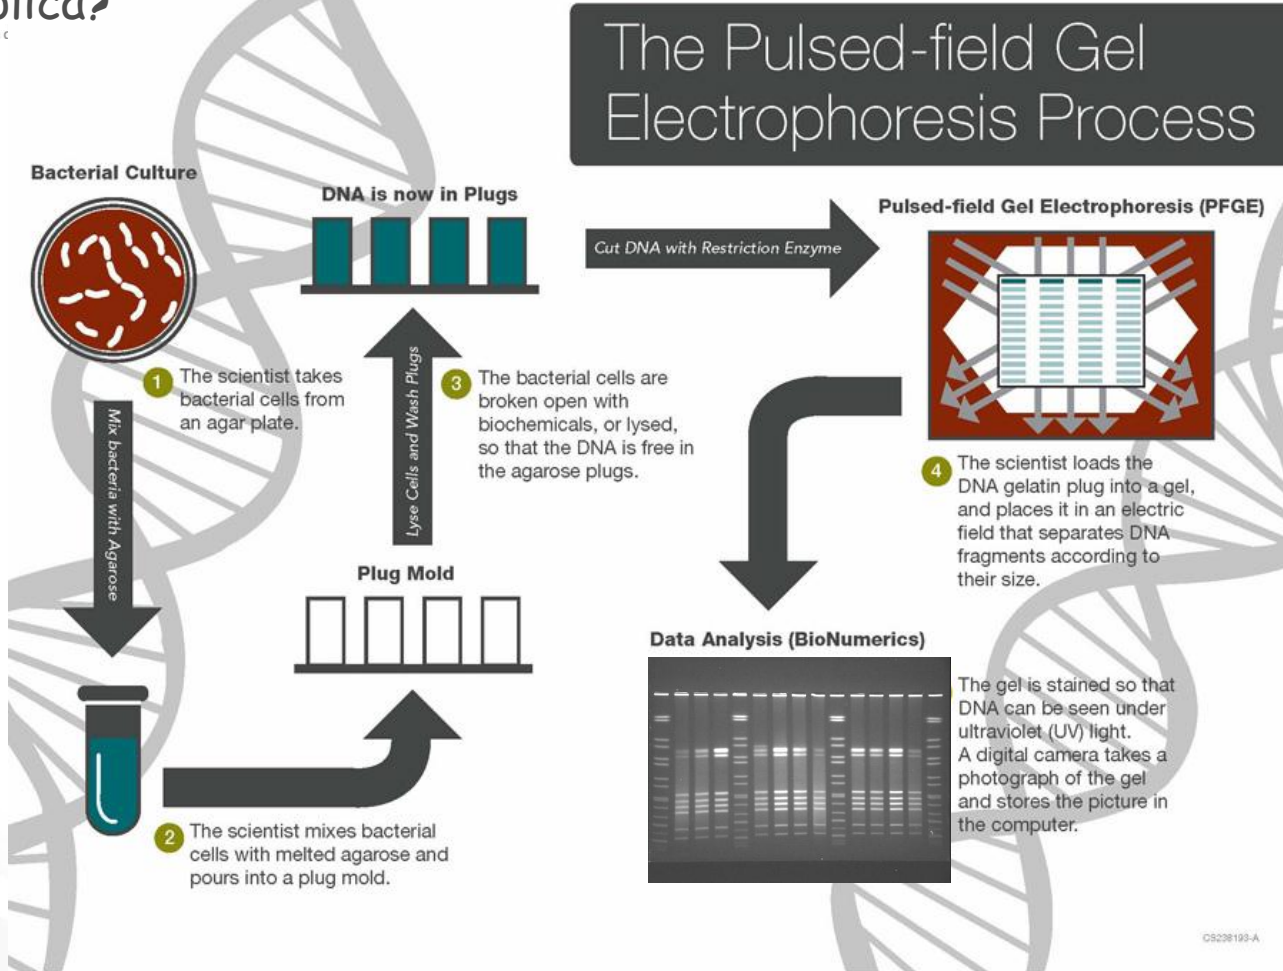 plica?
The Pulsed-field Gel
Electrophoresis Process
Bacterial Culture
1
The scientist takes
bacterial cells from
an agar plate.
Mix bacteria with Agarose
2
The scientist mixes bacterial
cells with melted agarose and
pours into a plug mold.
Plug Mold
Lyse Cells and Wash Plugs
3
The bacterial cells are
broken open with
biochemicals, or lysed,
so that the DNA is free in
the agarose plugs.
DNA is now in Plugs
Cut DNA with Restriction Enzyme
Pulsed-field Gel Electrophoresis (PFGE)
4
The scientist loads the
DNA gelatin plug into a gel,
and places it in an electric
field that separates DNA
fragments according to
their size.
Data Analysis (BioNumerics)
The gel is stained so that
DNA can be seen under
ultraviolet (UV) light.
A digital camera takes a
photograph of the gel
and stores the picture in
the computer.
CS238193-A